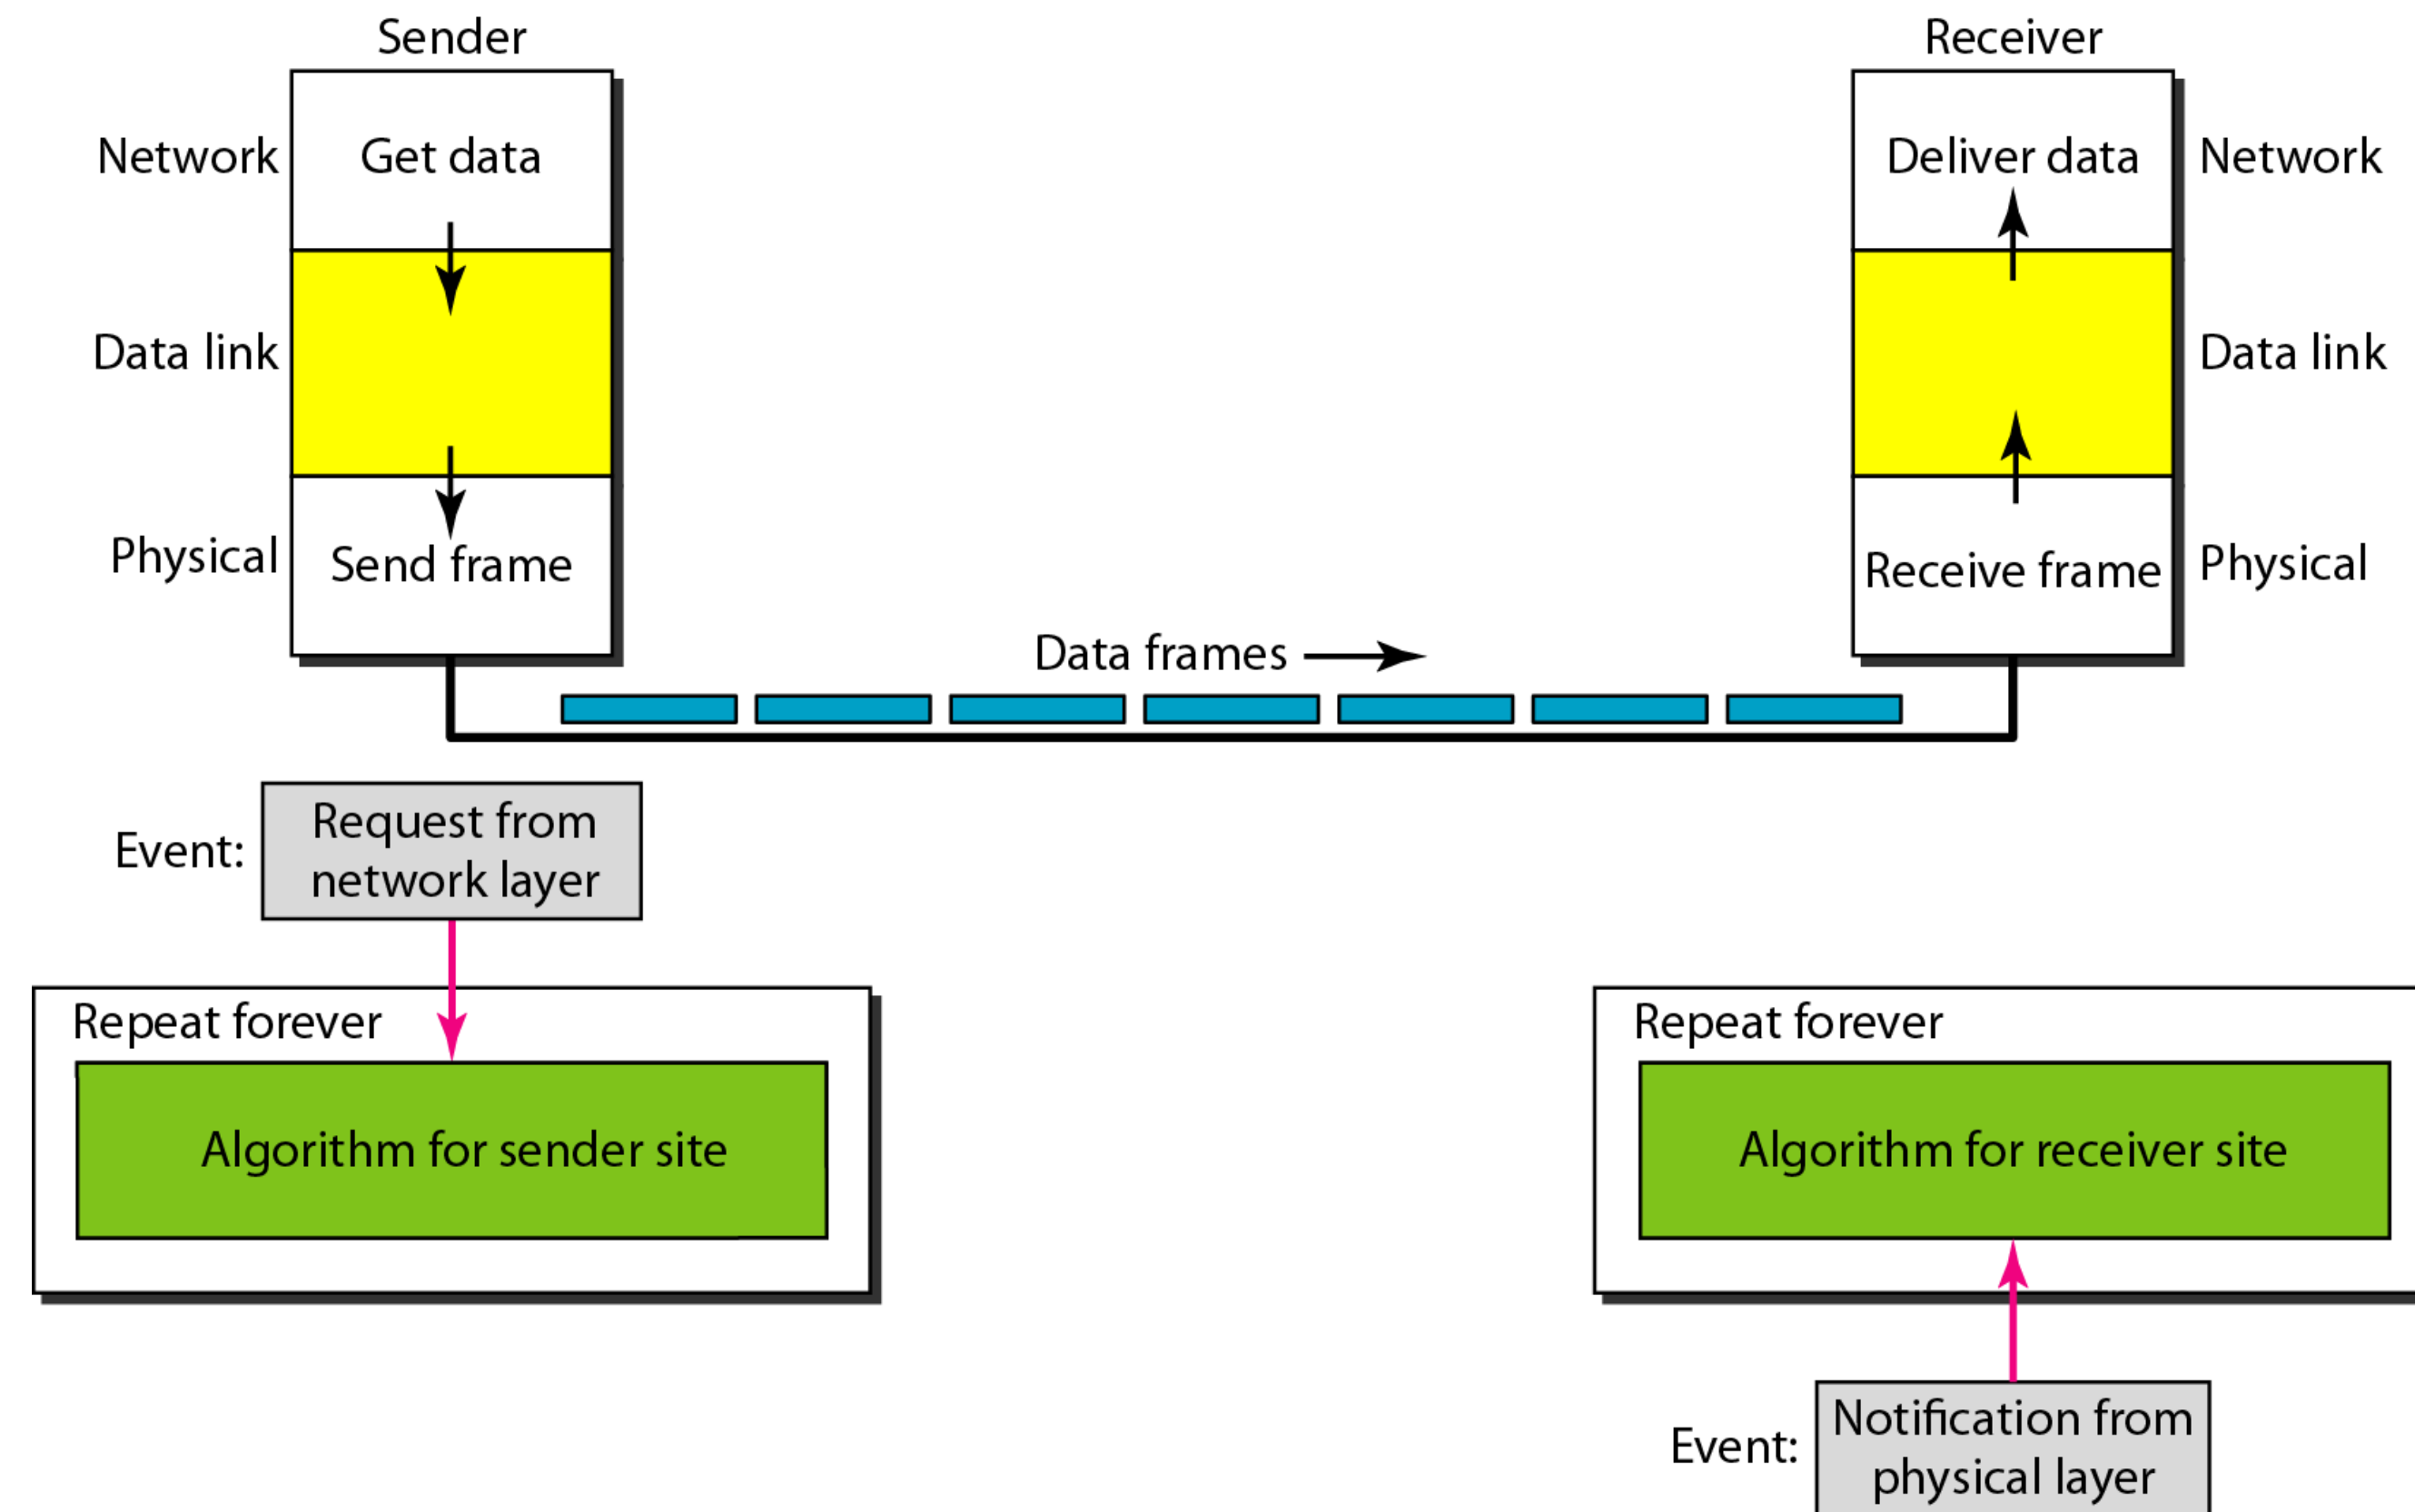 Sender
Receiver
Network
Get data
Deliver data
Network
Data link
Data link
Physical
Send frame
Receive frame
Physical
Data frames
Event:
Request from
network layer
Repeat forever
Algorithm for sender site
Repeat forever
Algorithm for receiver site
Event:
Notification from
physical layer